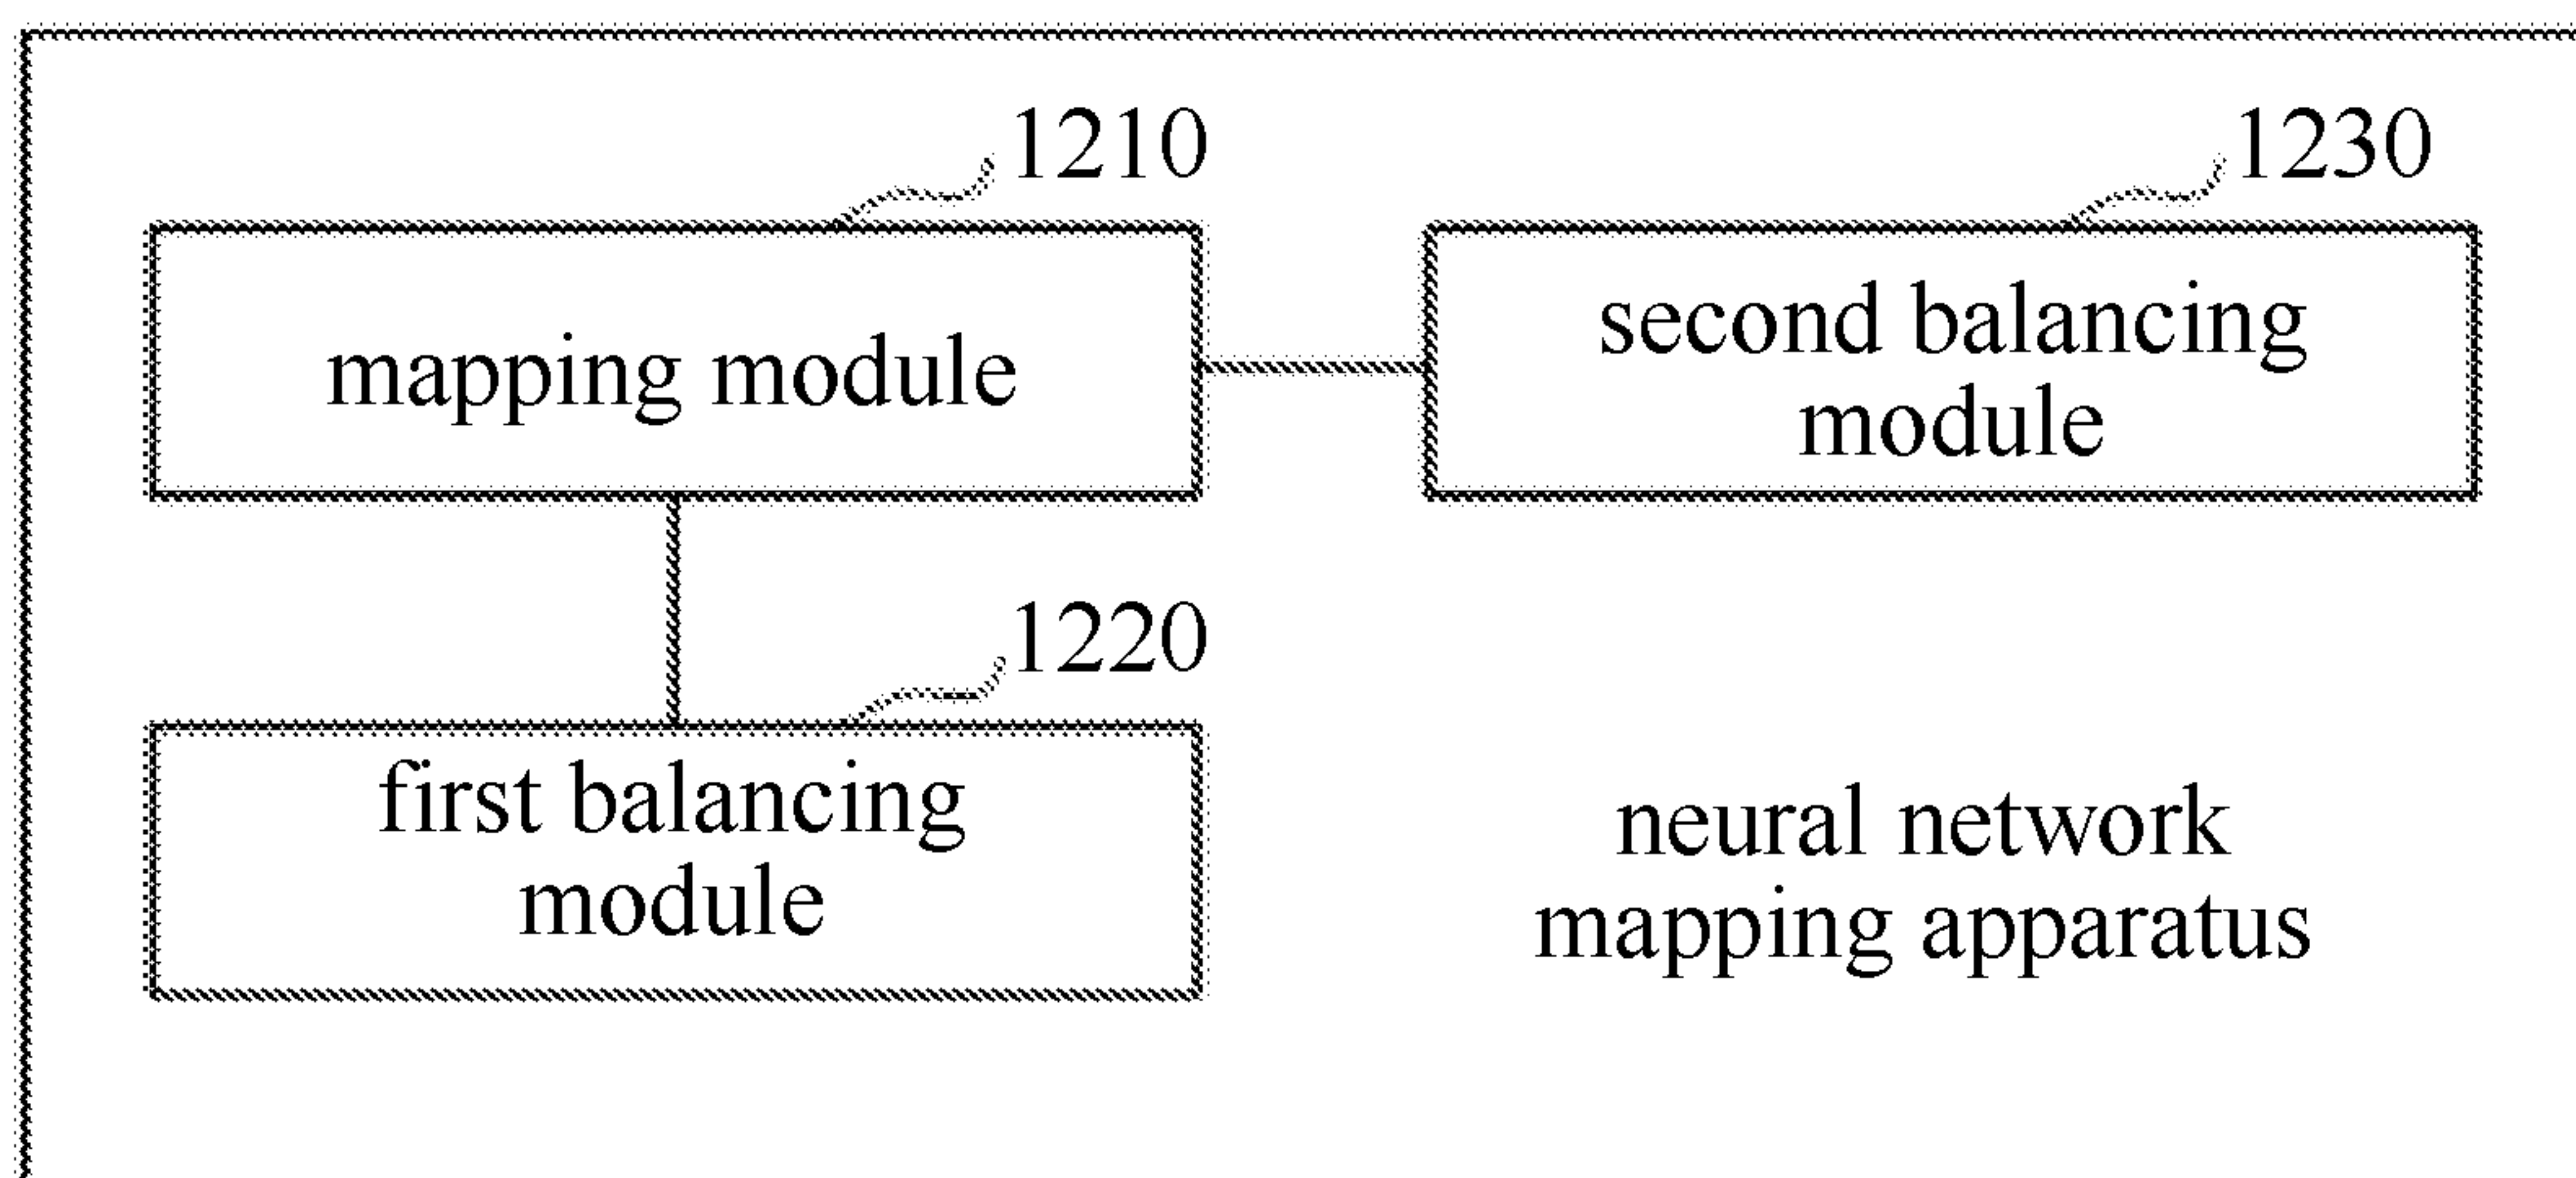 1210
mapping module
1230
second balancing
module
1220
first balancing
module
neural network
mapping apparatus